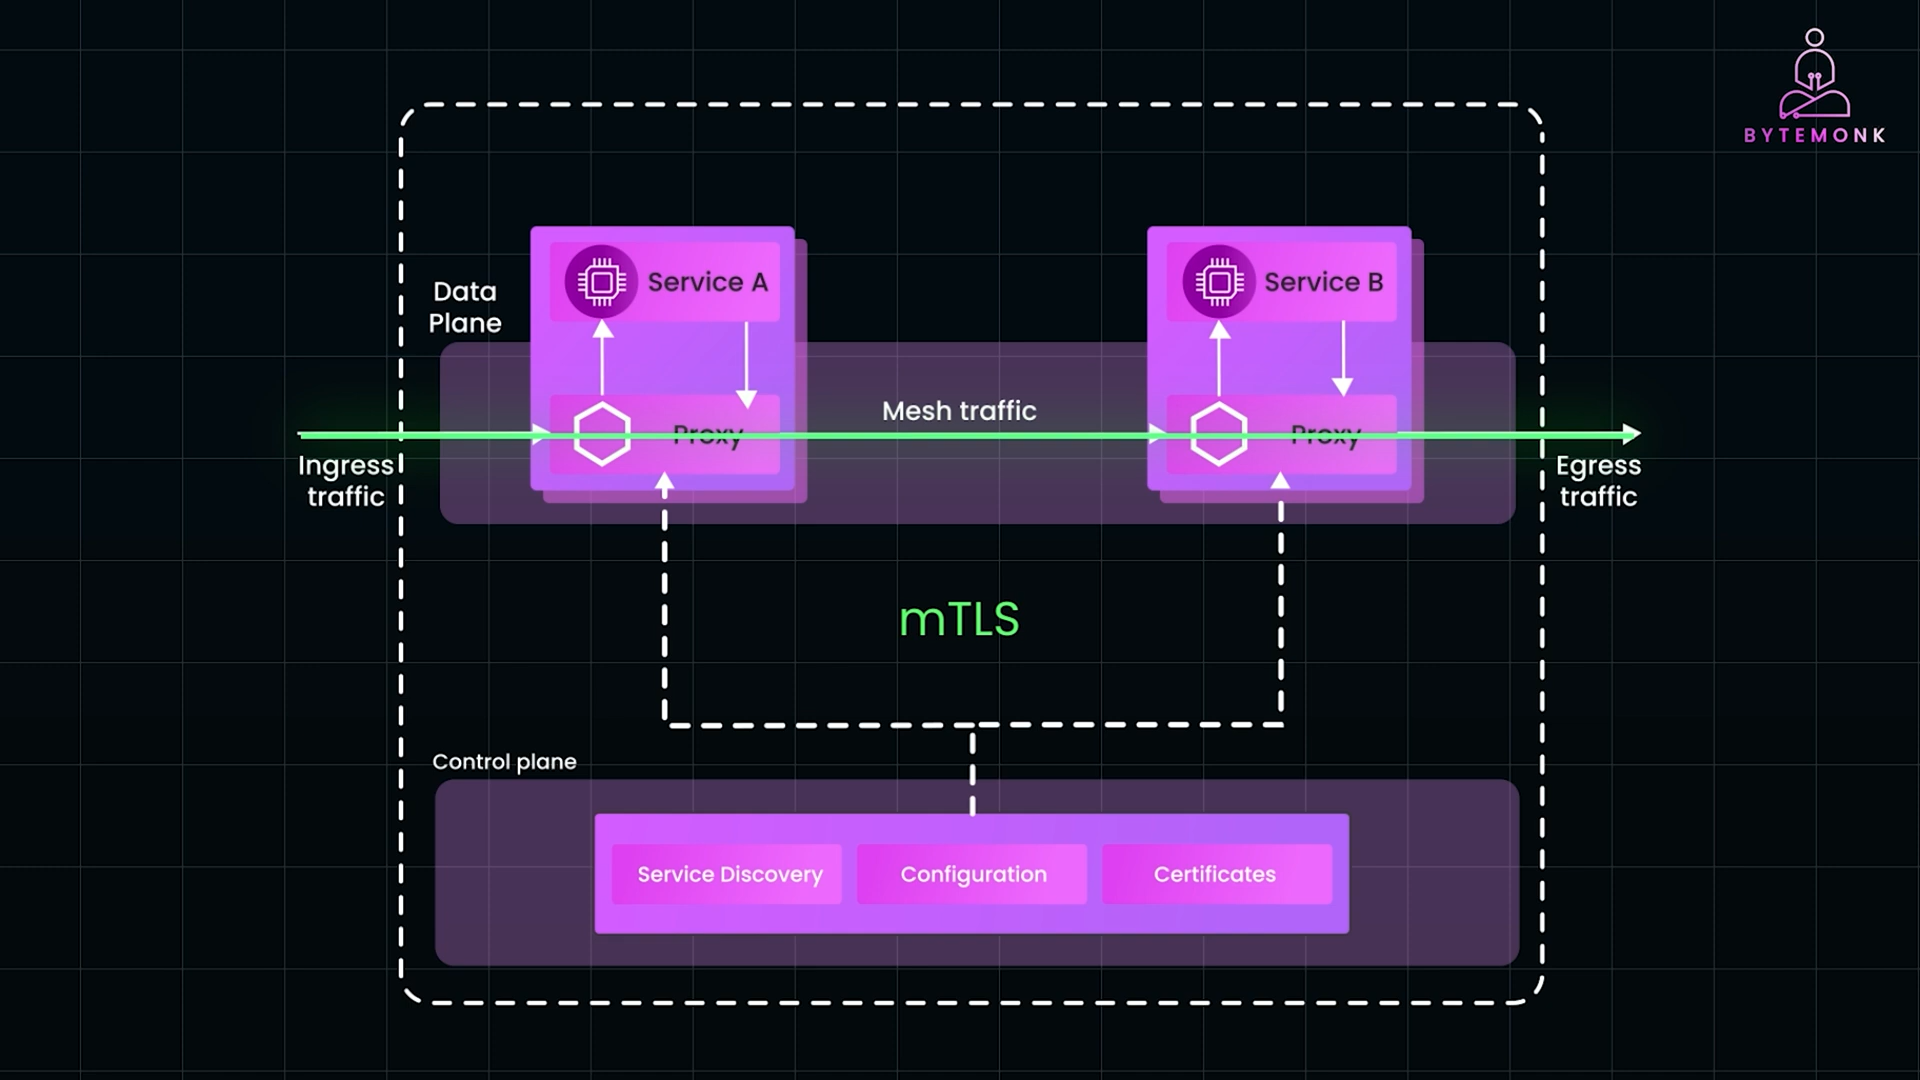 BYTEMONK
Service A
Service B
Data
Plane
Mesh traffic
Proxy
Proxy
Ingress
traffic
Egress
traffic
mTLS
Control plane
Service Discovery
Configuration
Certificates